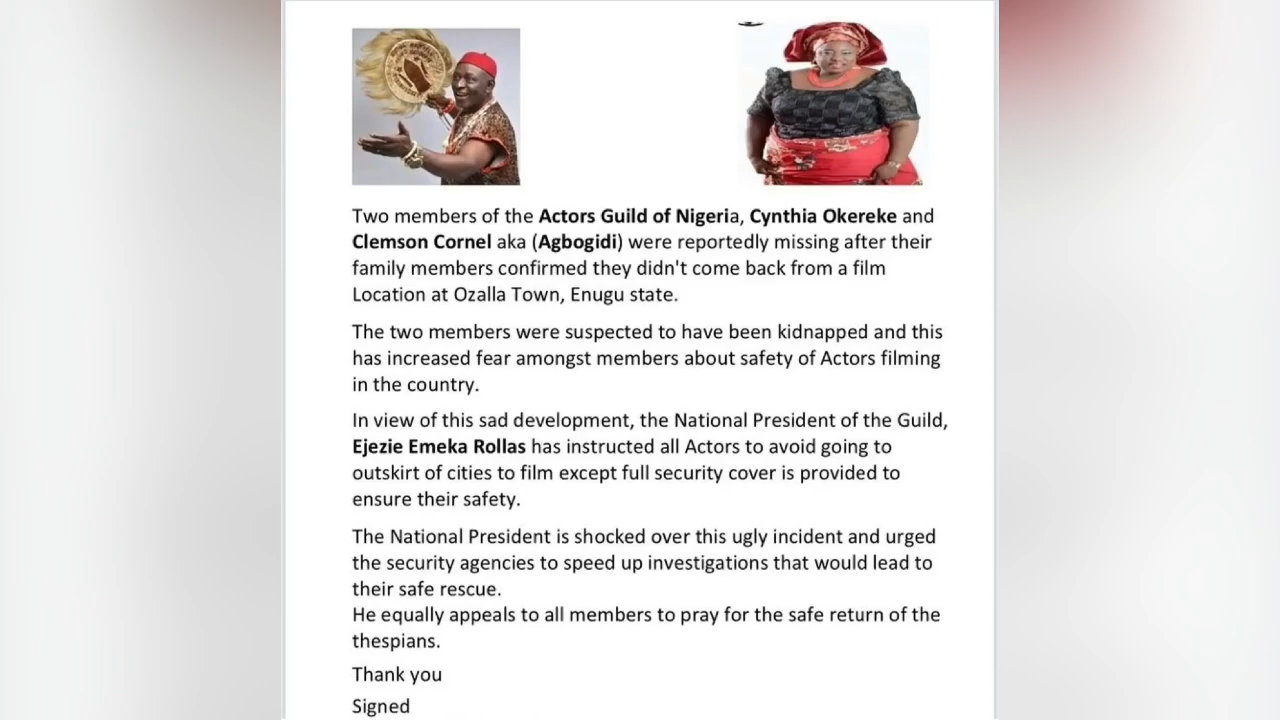 Two members of the Actors Guild of Nigeria, Cynthia Okereke and
Clemson Cornel aka (Agbogidi) were reportedly missing after their
family members confirmed they didn't come back from a film
Location at Ozalla Town, Enugu state.
The two members were suspected to have been kidnapped and this
has increased fear amongst members about safety of Actors filming
in the country.
In view of this sad development, the National President of the Guild,
Ejezie Emeka Rollas has instructed all Actors to avoid going to
outskirt of cities to film except full security cover is provided to
ensure their safety.
The National President is shocked over this ugly incident and urged
the security agencies to speed up investigations that would lead to
their safe rescue.
He equally appeals to all members to pray for the safe return of the
thespians.
Thank you
Signed